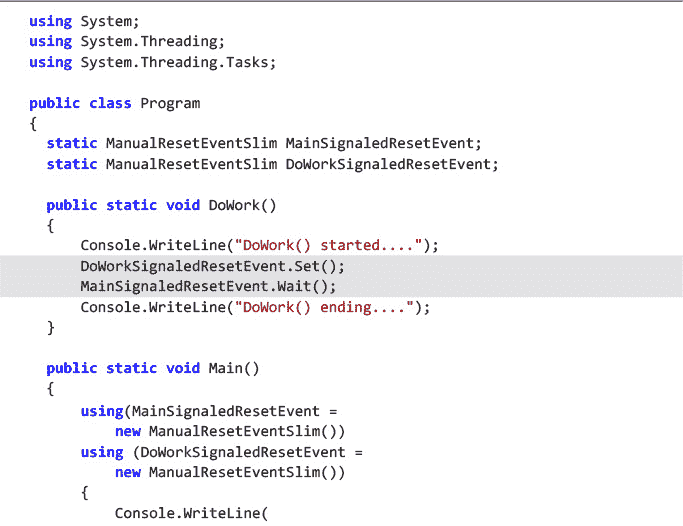 using System;
using System.Threading;
using System.Threading.Tasks;
public class Program
{
static ManualResetEventSlim MainSignaledResetEvent;
static ManualResetEventSlim DoWorkSignaledResetEvent;
public static void DoWork()
{
Console.WriteLine("DoWork() started....");
DoWorkSignaledResetEvent.Set();
MainSignaledResetEvent.Wait();
Console.WriteLine("DoWork() ending....");
}
public static void Main()
{
using(MainSignaledResetEvent =
new ManualResetEventSlim())
using (DoWorkSignaledResetEvent =
new ManualResetEventSlim())
{
Console.WriteLine(